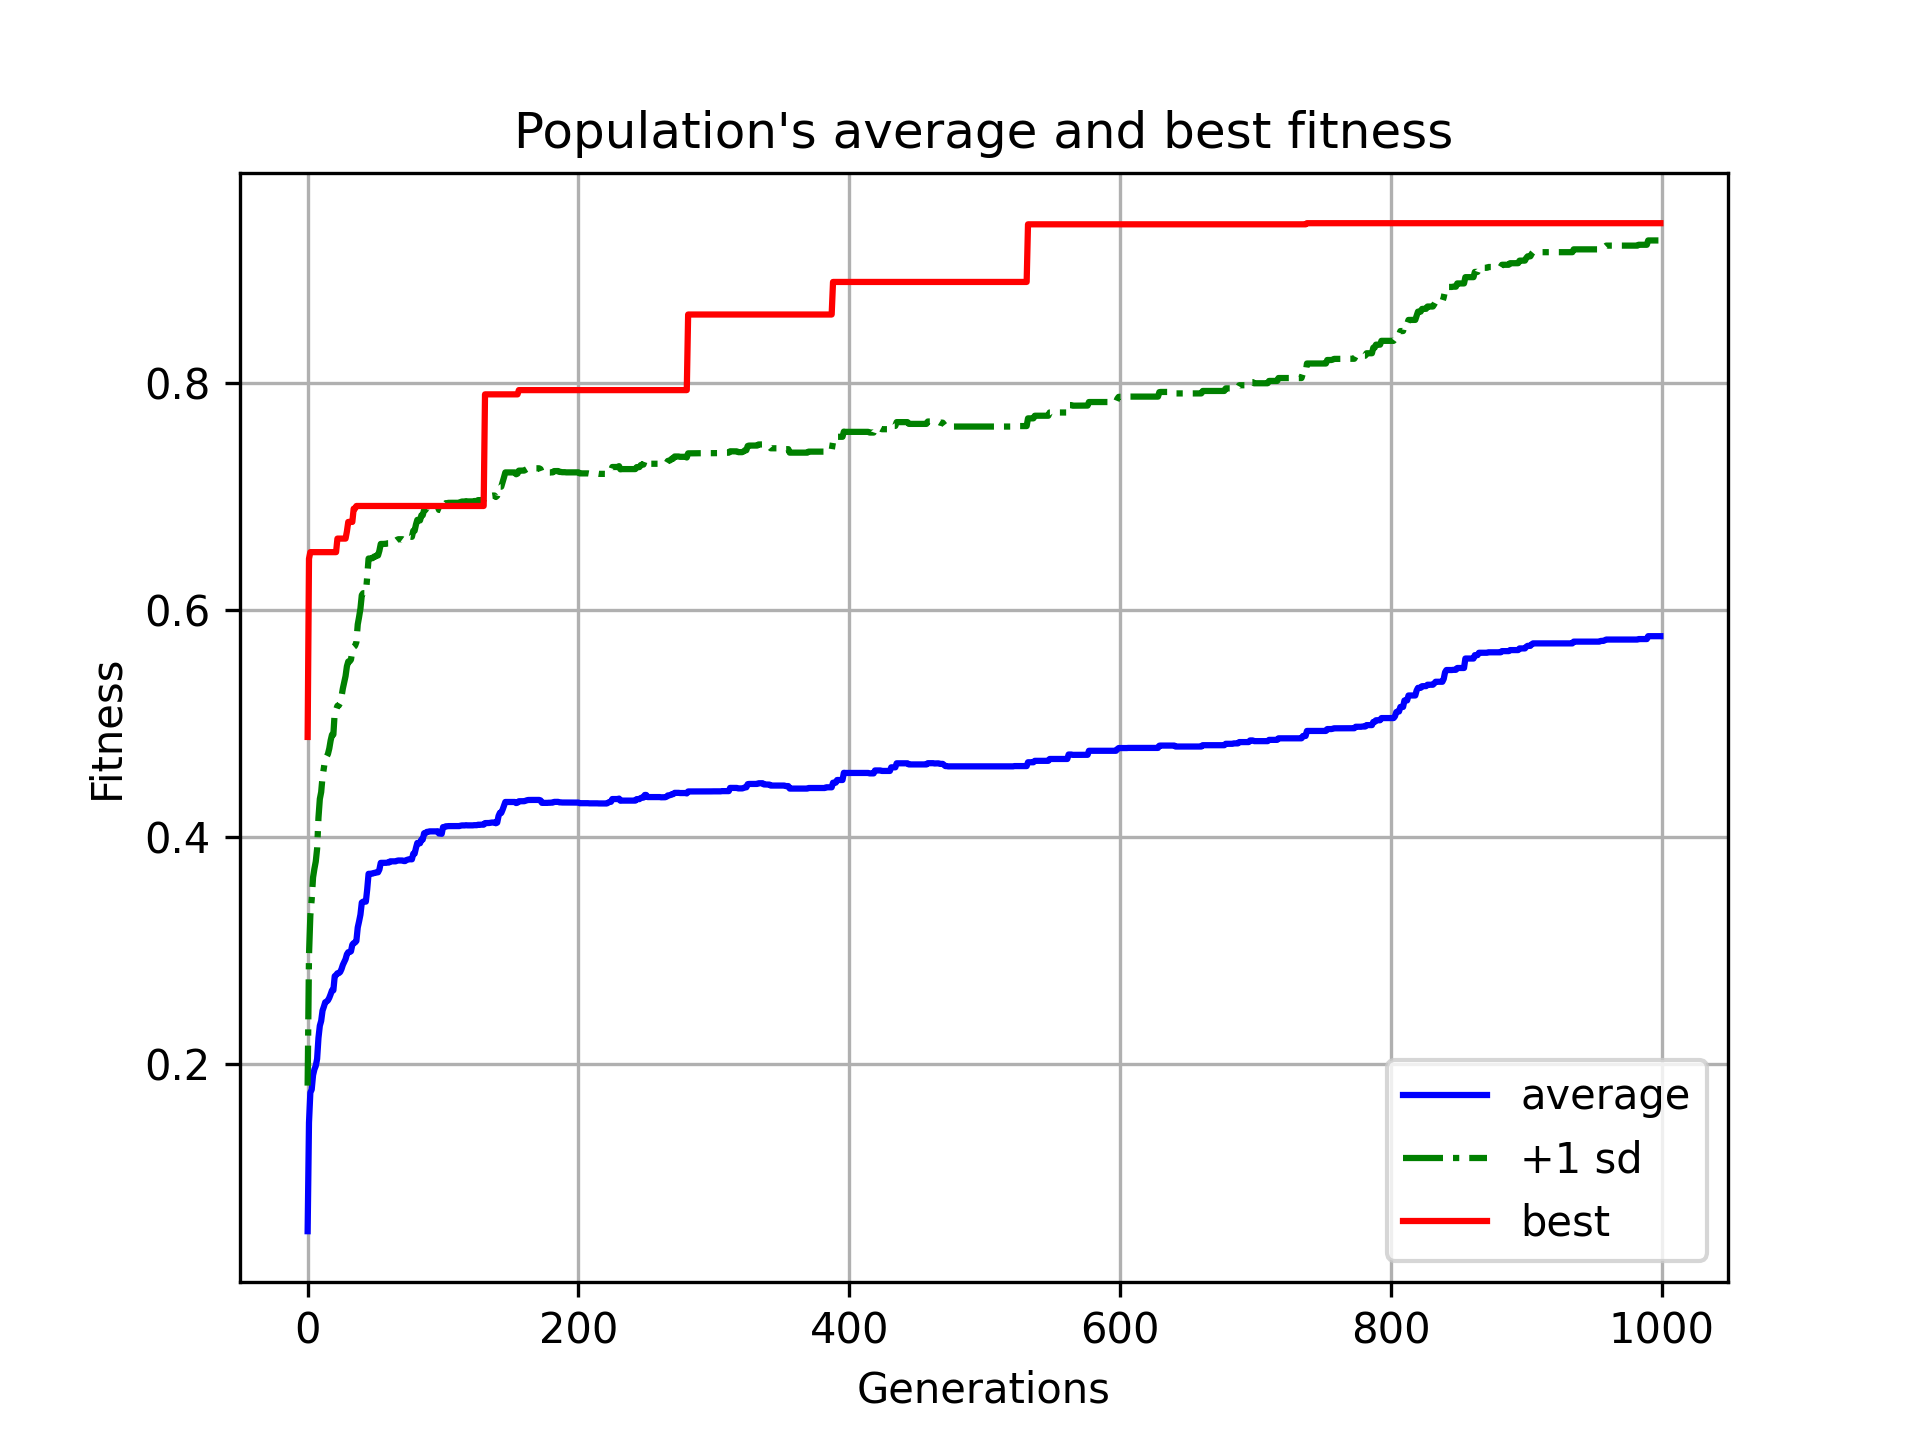 Population's average and best fitness
Fitness
0.8
0.6
0.4
0.2
0 200 400 600 800 1000
Generations
average
+1 sd
best